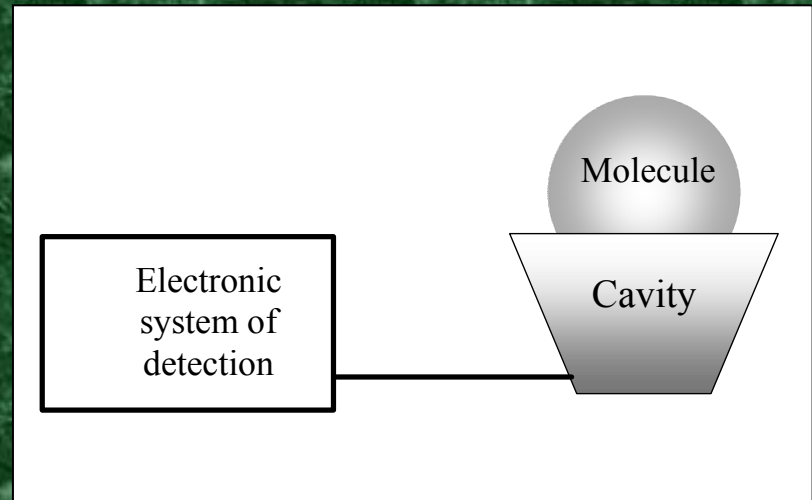 Molecule
Cavity
Electronic
system of
detection